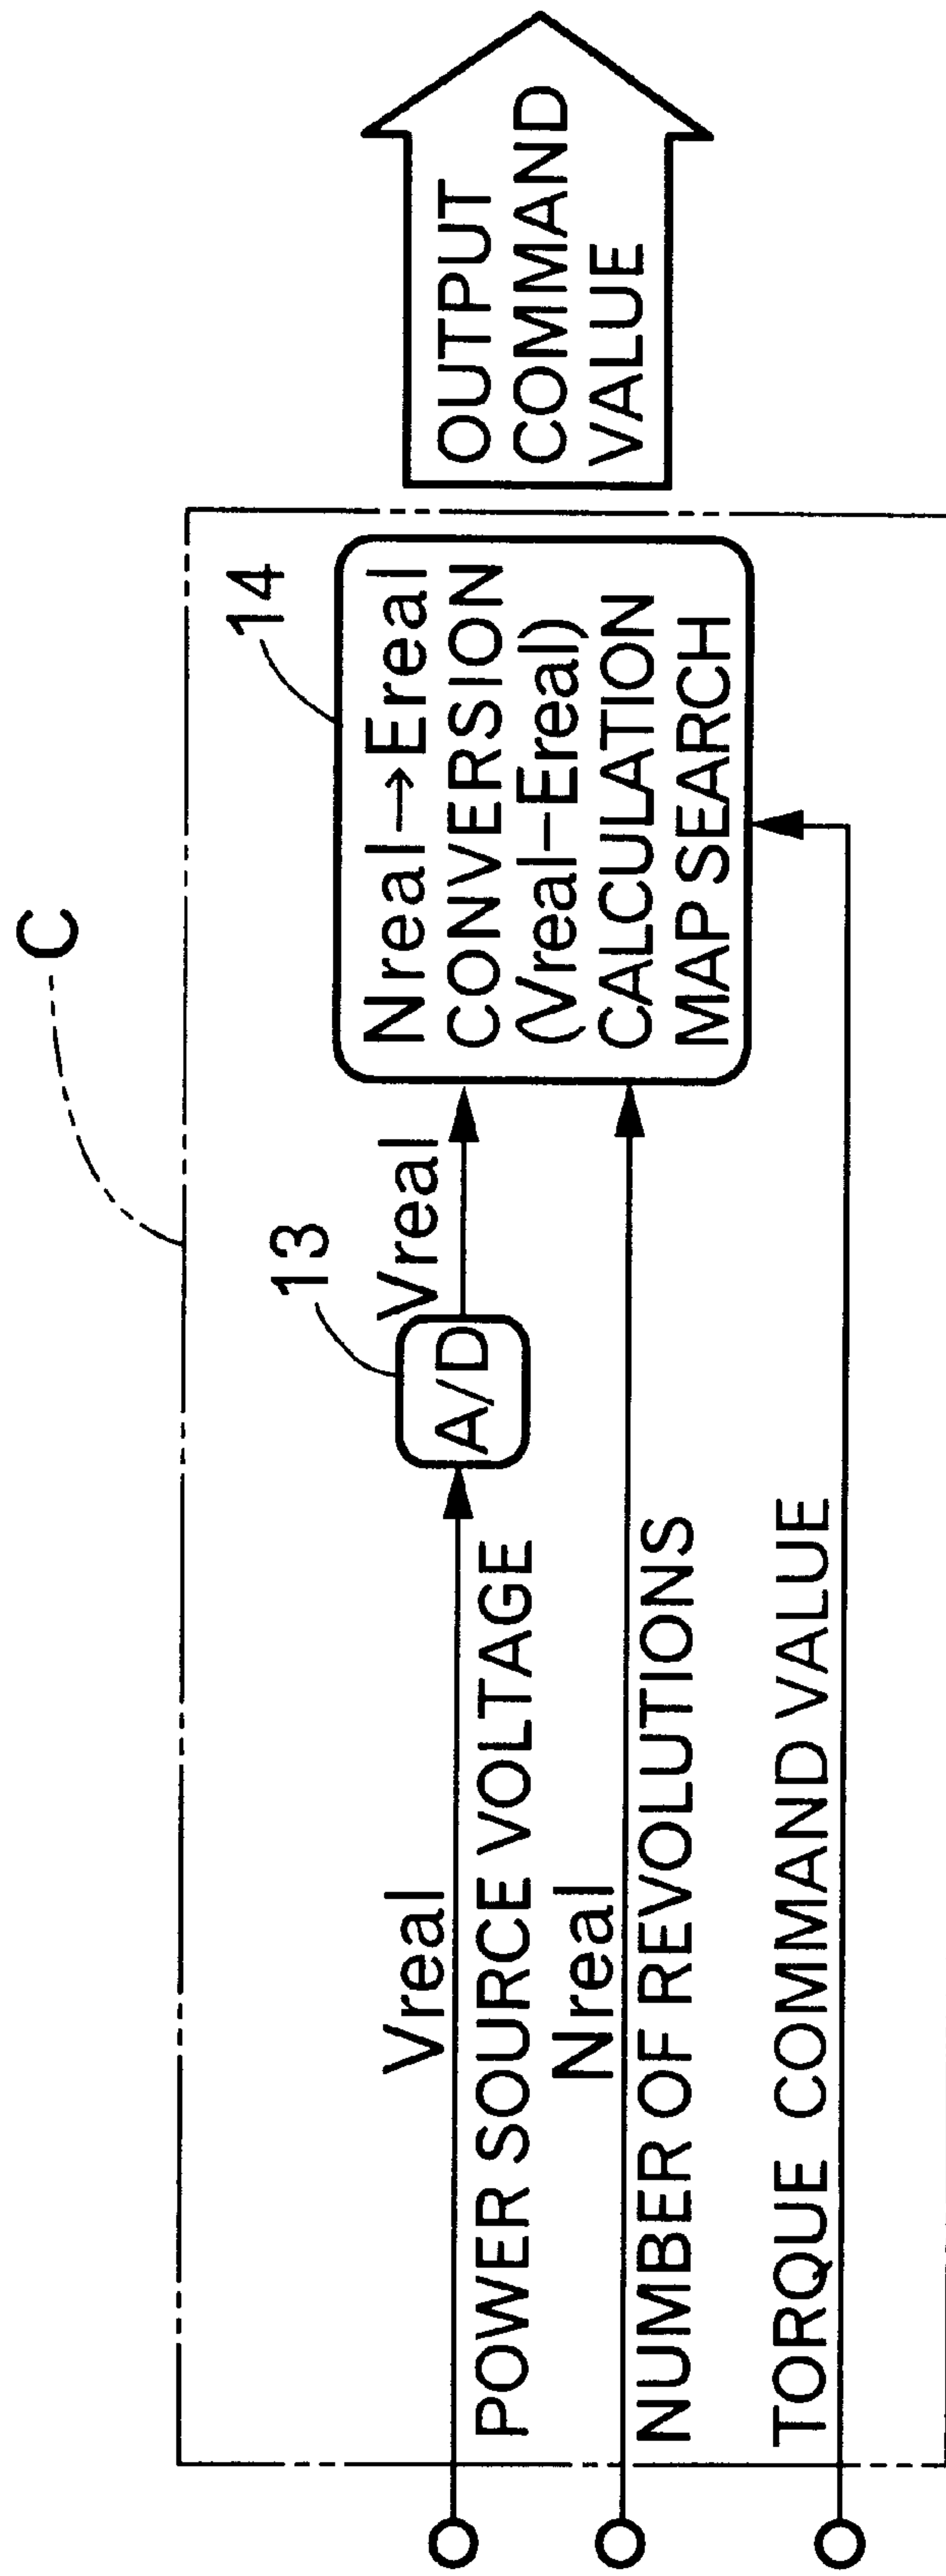 C
14
13
Vreal
POWER SOURCE VOLTAGE
A/D
Vreal
Nreal→Ereal
CONVERSION
(Vreal-Ereal)
CALCULATION
MAP SEARCH
OUTPUT
COMMAND
VALUE
Nreal
NUMBER OF REVOLUTIONS
TORQUE COMMAND VALUE